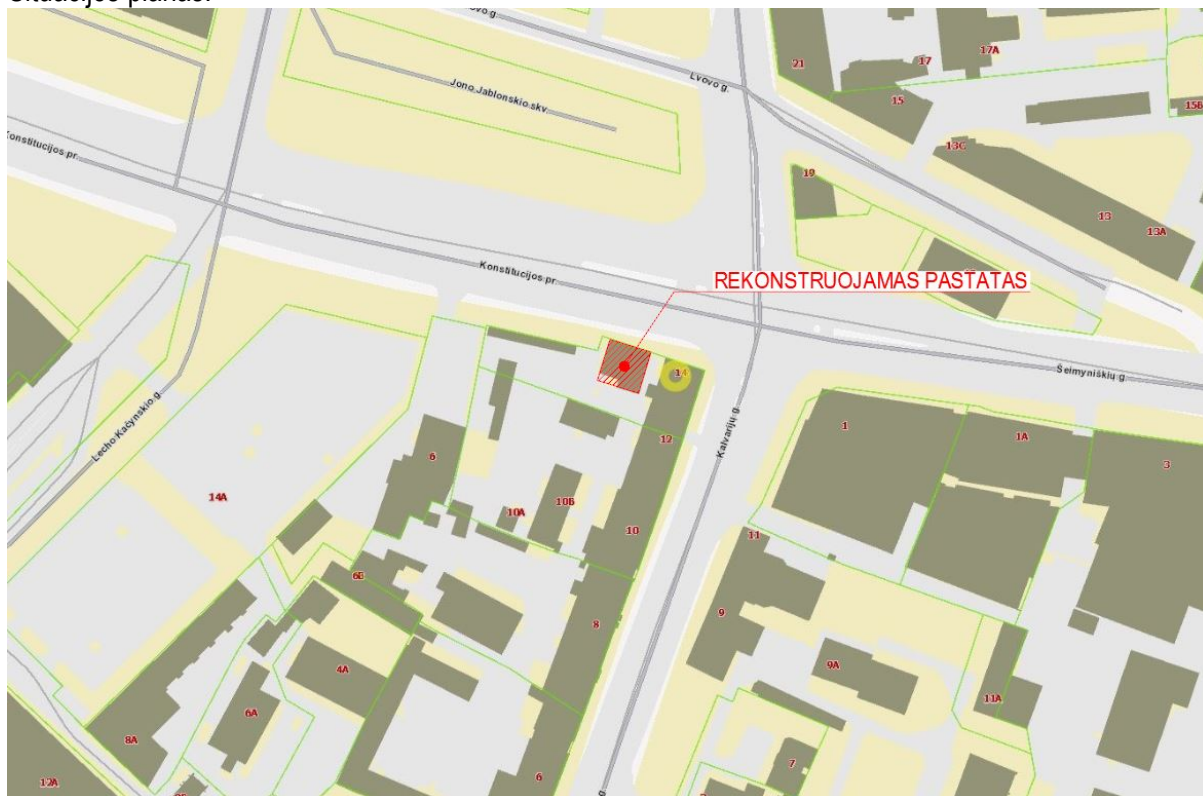 Situacijos planas:
Lvovo g.
21
17
17A
15
15B
Jono Jablonskio skv.
13C
Konstitucijos pr.
19
13
13A
Konstitucijos pr.
REKONSTRUOJAMAS PASTATAS
14
Šeimyniškių g.
Lecho Kačynskio g.
Kalvarijų g.
1
1A
3
12
6
14A
10A
10B
10
11
6B
8
9
4A
9A
6A
11A
8A
7
6
12A